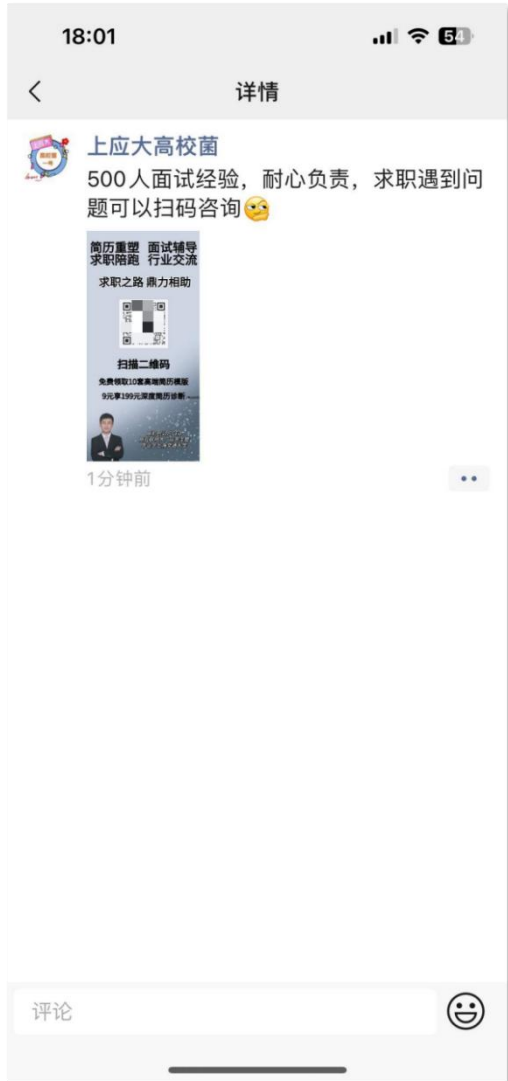 18:01
54
详情
上应大高校菌
500人面试经验，耐心负责，求职遇到问
题可以扫码咨询
简历重塑 面试辅导
求职陪跑 行业交流
求职之路 鼎力相助
扫描二维码
免费领取10套高端简历模版
9元享199元深度简历诊断
1分钟前
评论